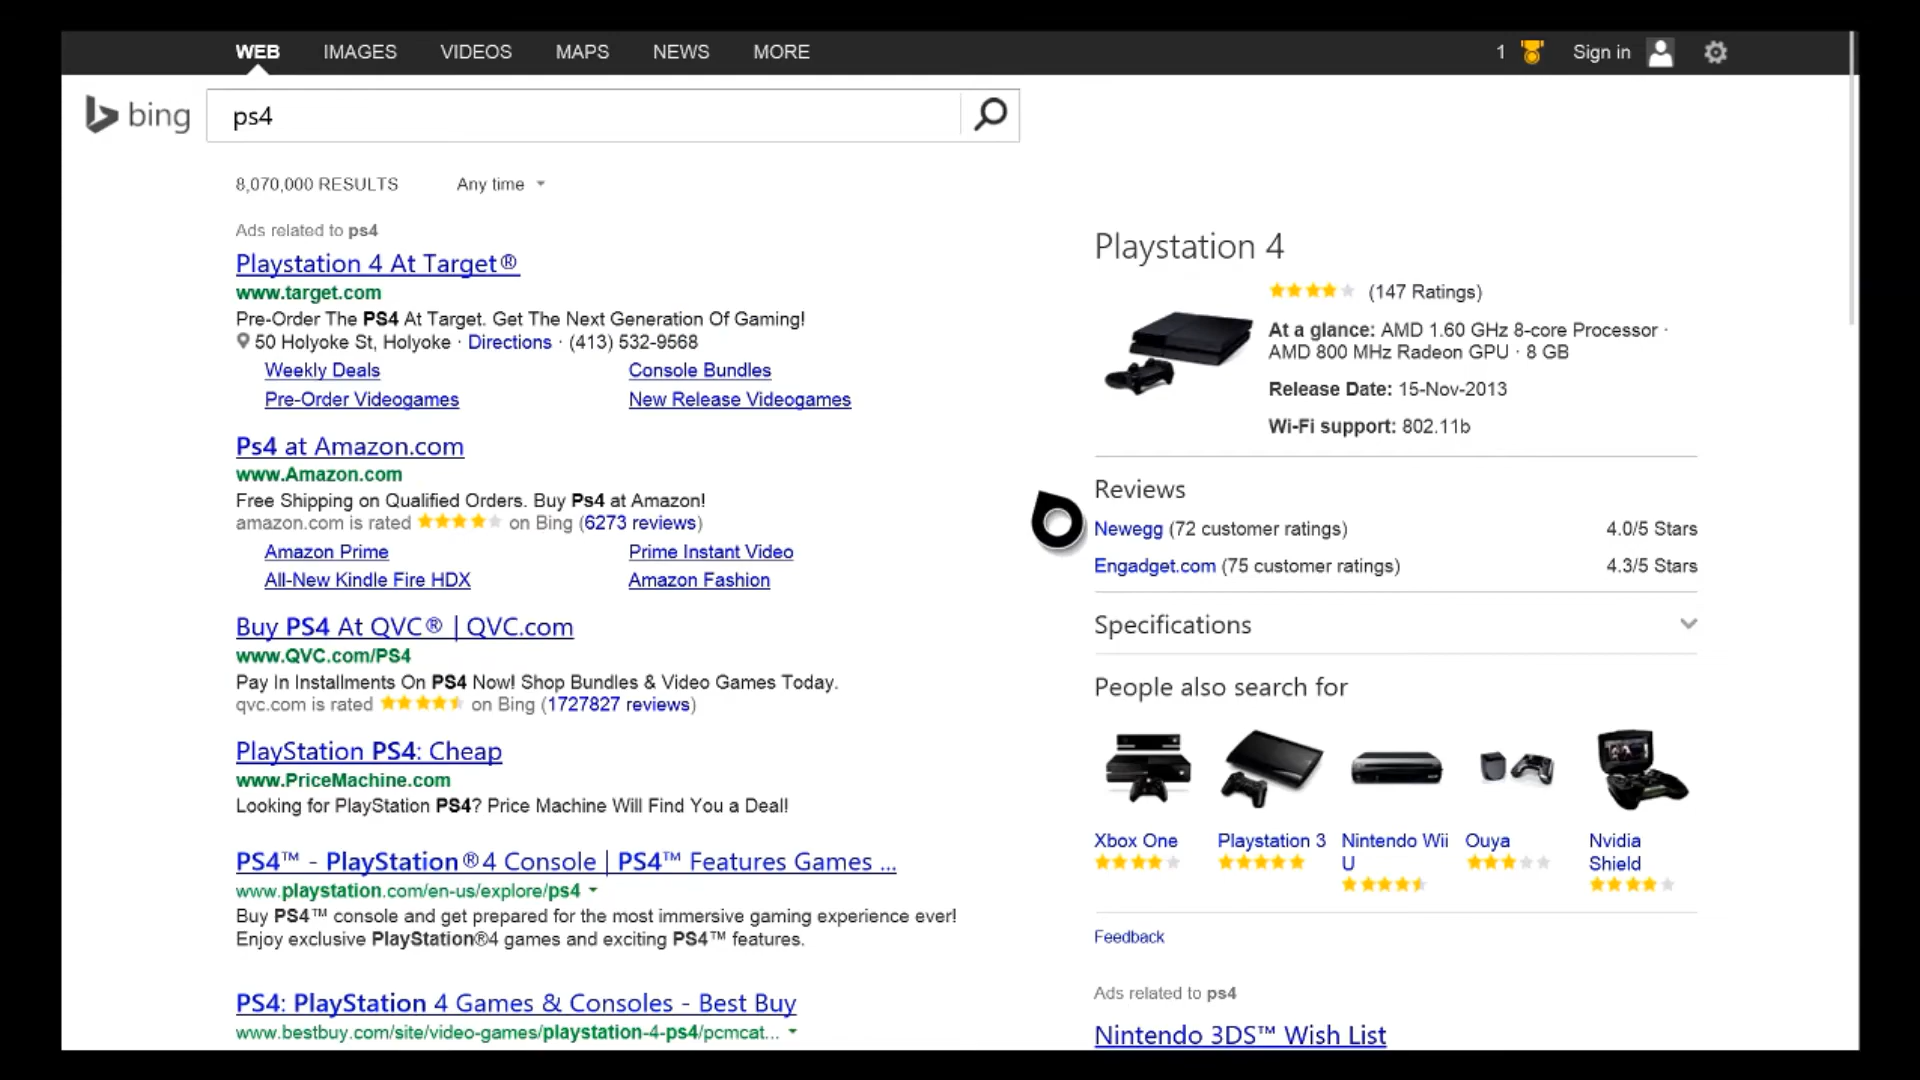 WEB IMAGES VIDEOS MAPS NEWS MORE 1 Sign in
bing ps4
8,070,000 RESULTS Any time
Ads related to ps4
Playstation 4 At Target®
www.target.com
Pre-Order The PS4 At Target. Get The Next Generation Of Gaming!
50 Holyoke St, Holyoke · Directions · (413) 532-9568
Weekly Deals Console Bundles
Pre-Order Videogames New Release Videogames
Ps4 at Amazon.com
www.Amazon.com
Free Shipping on Qualified Orders. Buy Ps4 at Amazon!
amazon.com is rated on Bing (6273 reviews)
Amazon Prime Prime Instant Video
All-New Kindle Fire HDX Amazon Fashion
Buy PS4 At QVC® | QVC.com
www.QVC.com/PS4
Pay In Installments On PS4 Now! Shop Bundles & Video Games Today.
qvc.com is rated on Bing (1727827 reviews)
PlayStation PS4: Cheap
www.PriceMachine.com
Looking for PlayStation PS4? Price Machine Will Find You a Deal!
PS4™ - PlayStation®4 Console | PS4™ Features Games ...
www.playstation.com/en-us/explore/ps4
Buy PS4™ console and get prepared for the most immersive gaming experience ever!
Enjoy exclusive PlayStation®4 games and exciting PS4™ features.
PS4: PlayStation 4 Games & Consoles - Best Buy
www.bestbuy.com/site/video-games/playstation-4-ps4/pcmcat...
Playstation 4
(147 Ratings)
At a glance: AMD 1.60 GHz 8-core Processor ·
AMD 800 MHz Radeon GPU · 8 GB
Release Date: 15-Nov-2013
Wi-Fi support: 802.11b
Reviews
Newegg (72 customer ratings) 4.0/5 Stars
Engadget.com (75 customer ratings) 4.3/5 Stars
Specifications
People also search for
Xbox One Playstation 3 Nintendo Wii Ouya Nvidia
U Shield
Feedback
Ads related to ps4
Nintendo 3DS™ Wish List